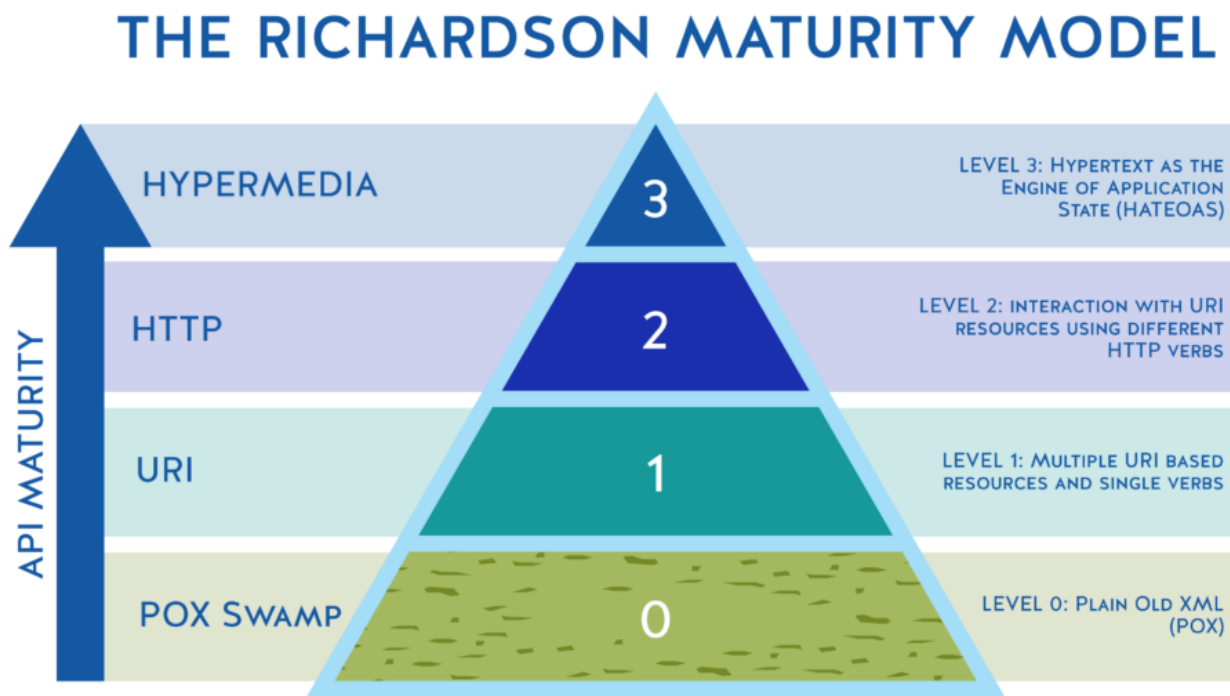 THE RICHARDSON MATURITY MODEL
API MATURITY
HYPERMEDIA
3
LEVEL 3: HYPERTEXT AS THE
ENGINE OF APPLICATION
STATE (HATEOAS)
HTTP
2
LEVEL 2: INTERACTION WITH URI
RESOURCES USING DIFFERENT
HTTP VERBS
URI
1
LEVEL 1: MULTIPLE URI BASED
RESOURCES AND SINGLE VERBS
POX SWAMP
0
LEVEL 0: PLAIN OLD XML
(POX)